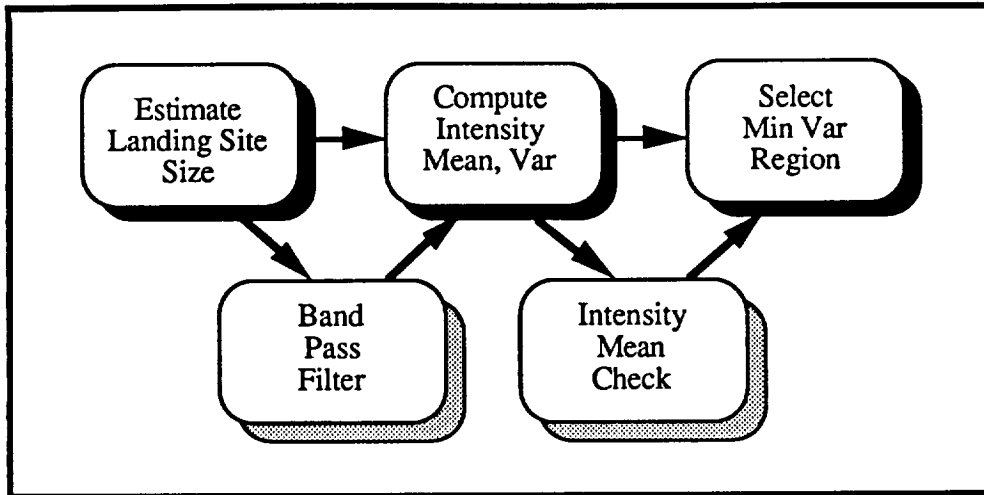 Estimate
Landing Site
Size
Compute
Intensity
Mean, Var
Select
Min Var
Region
Band
Pass
Filter
Intensity
Mean
Check